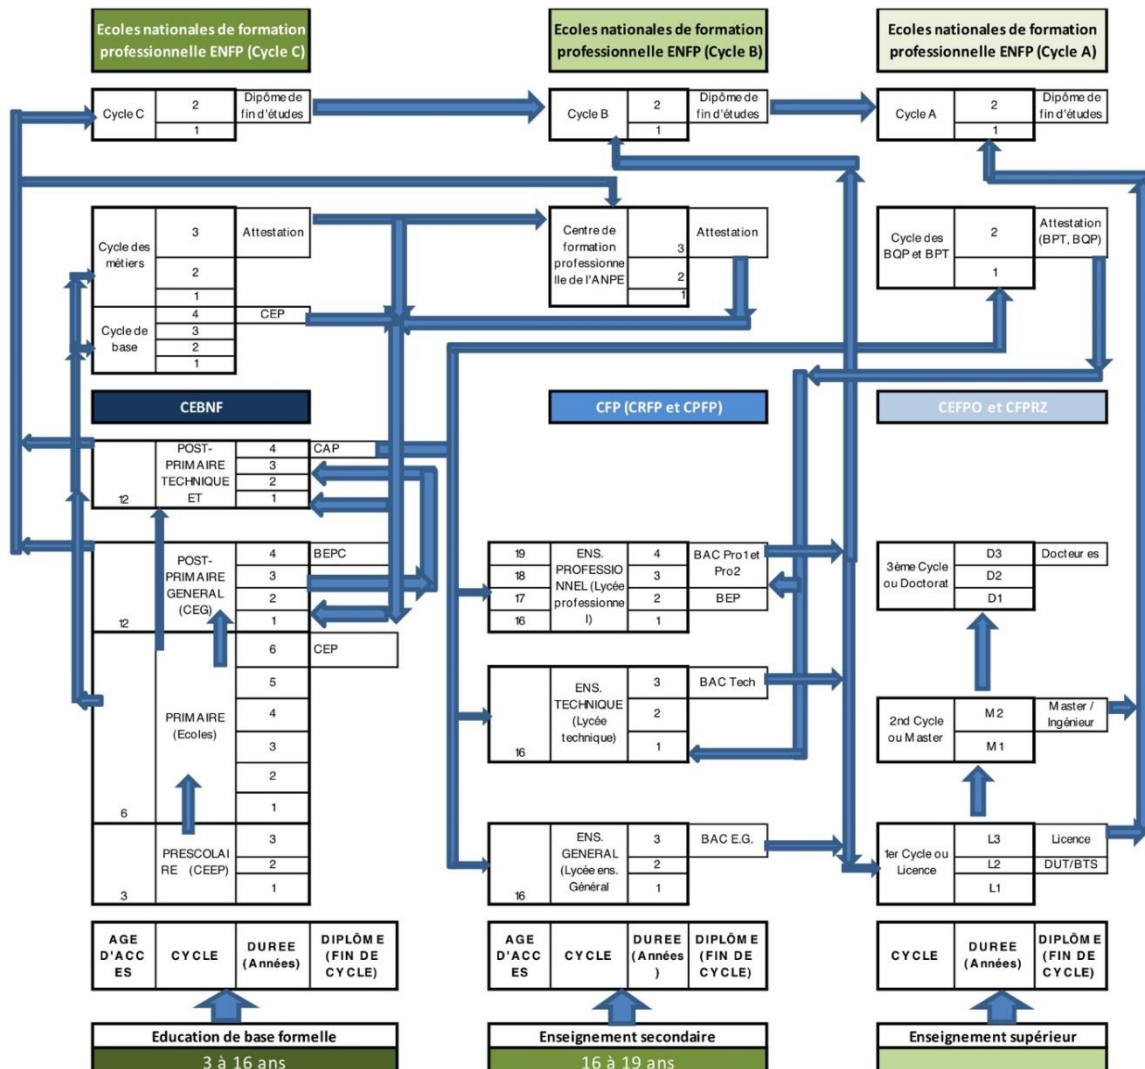 Ecoles nationales de formation
professionnelle ENFP (Cycle C)
Ecoles nationales de formation
professionnelle ENFP (Cycle B)
Ecoles nationales de formation
professionnelle ENFP (Cycle A)
Cycle C
2
1
Dipôme de
fin d'études
Cycle B
2
1
Dipôme de
fin d'études
Cycle A
2
1
Dipôme de
fin d'études
Cycle des
métiers
3
Attestation
2
1
Cycle de
base
4
CEP
3
2
1
Centre de
formation
professionne
lle de l'ANPE
3
Attestation
2
1
Cycle des
BQP et BPT
2
Attestation
(BPT, BQP)
1
CEBNF
CFP (CRFP et CPFP)
CEFPO et CFPRZ
12
POST-
PRIMAIRE
TECHNIQUE
ET
4
CAP
3
2
1
12
POST-
PRIMAIRE
GENERAL
(CEG)
4
BEPC
3
2
1
6
PRIMAIRE
(Ecoles)
6
CEP
5
4
3
2
1
3
PRESCOLAI
RE (CEEP)
3
2
1
19
18
17
16
ENS.
PROFESSIO
NNEL (Lycée
professionne
l)
4
BAC Pro1et
Pro2
3
2
BEP
1
16
ENS.
TECHNIQUE
(Lycée
technique)
3
BAC Tech
2
1
16
ENS.
GENERAL
(Lycée ens.
Général
3
BAC E.G.
2
1
3ème Cycle
ou Doctorat
D3
Docteur es
D2
D1
2nd Cycle
ou Master
M2
Master /
Ingénieur
M1
1er Cycle ou
Licence
L3
Licence
L2
DUT/BTS
L1
AGE
D'ACC
ES
CYCLE
DUREE
(Années)
DIPLÔME
(FIN DE
CYCLE)
AGE
D'ACC
ES
CYCLE
DUREE
(Années
)
DIPLÔME
(FIN DE
CYCLE)
CYCLE
DUREE
(Années)
DIPLÔME
(FIN DE
CYCLE)
Education de base formelle
3 à 16 ans
Enseignement secondaire
16 à 19 ans
Enseignement supérieur